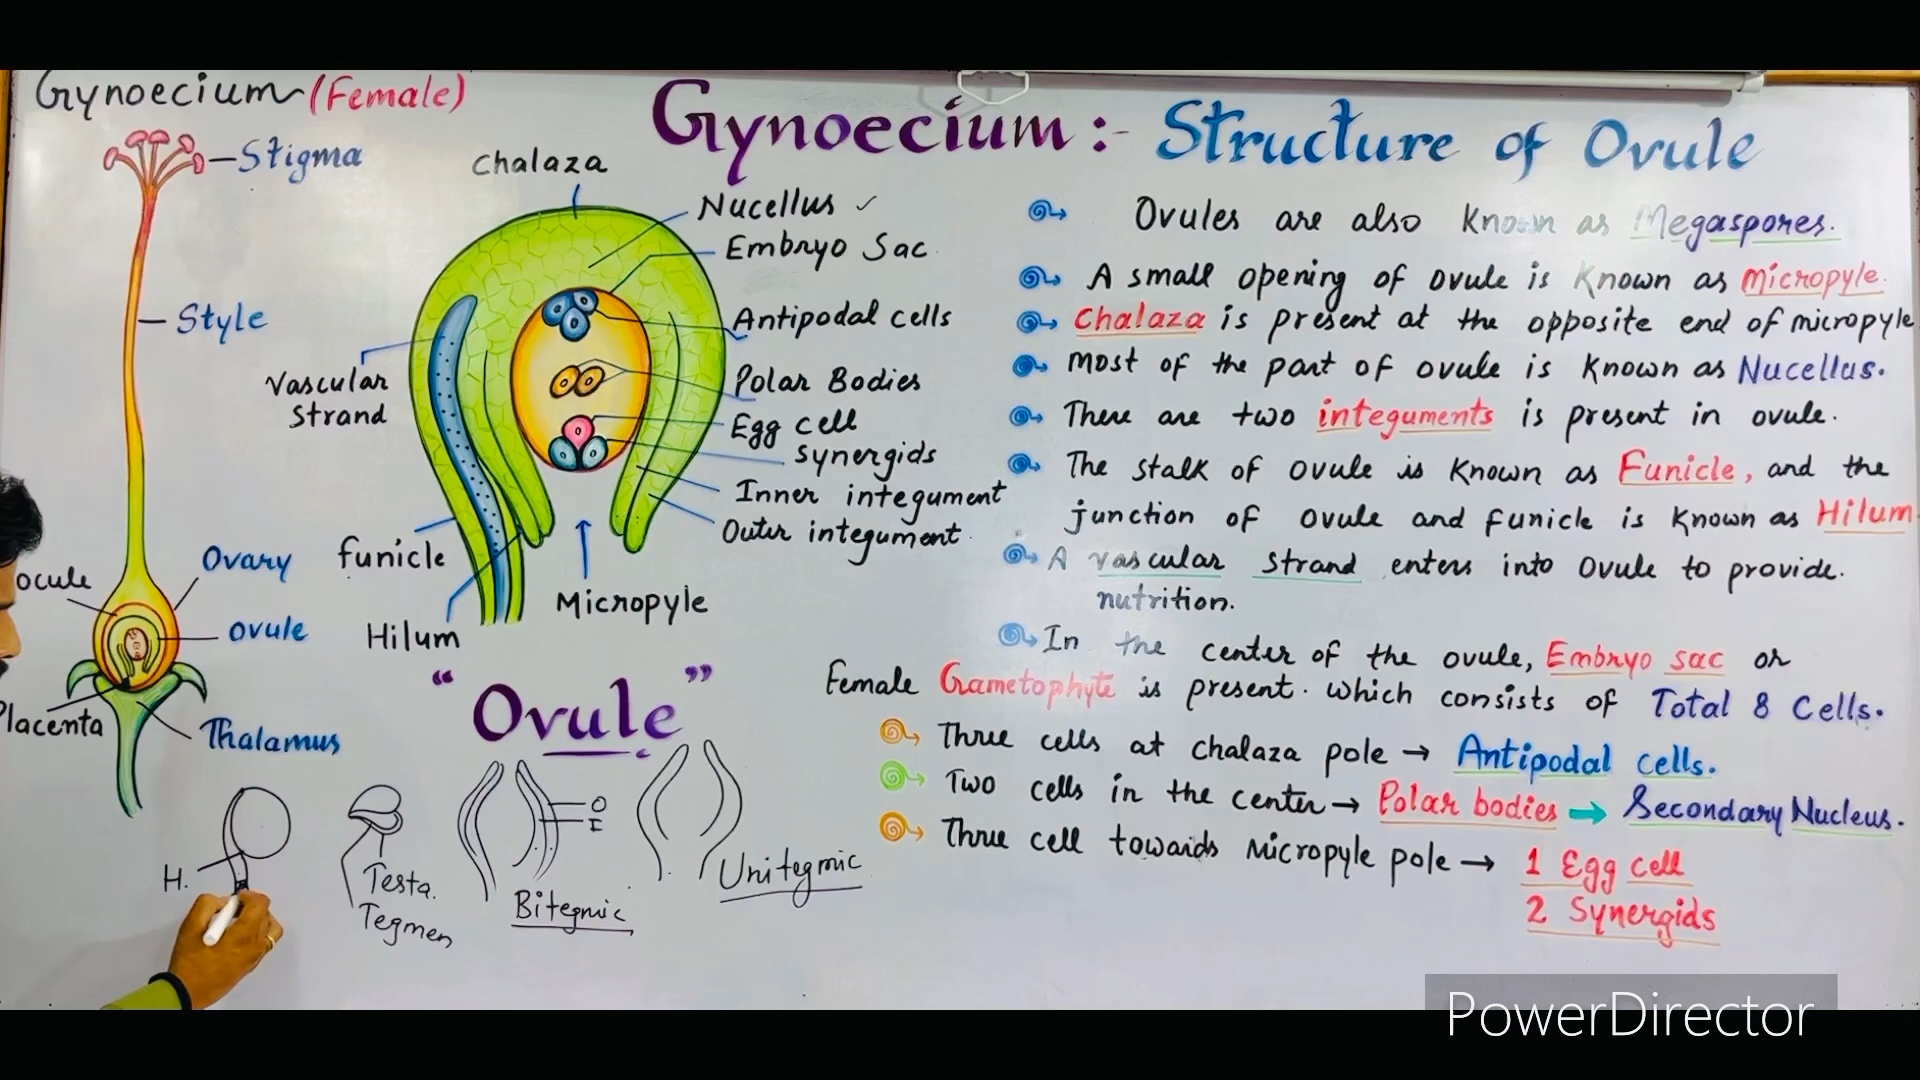 Gynoecium (Female)
Stigma
Style
Ovary
ocule
Ovule
Placenta
Thalamus
Chalaza
Nucellus ✓
Embryo Sac
Antipodal cells
Polar Bodies
Egg cell
Synergids
Inner integument
Outer integument
Vascular
Strand
Funicle
Hilum
Micropyle
"Ovule"
H.
Testa.
Tegmen
O
I
Bitegmic
Unitegmic
Gynoecium :- Structure of Ovule
Ovules are also known as Megaspores.
A small opening of ovule is known as micropyle.
Chalaza is present at the opposite end of micropyle
Most of the part of ovule is known as Nucellus.
There are two integuments is present in ovule.
The stalk of ovule is known as Funicle, and the
junction of ovule and funicle is known as Hilum
A vascular strand enters into ovule to provide.
nutrition.
In the center of the ovule, Embryo sac or
Female Gametophyte is present. which consists of Total 8 Cells.
Three cells at chalaza pole → Antipodal cells.
Two cells in the center → Polar bodies → Secondary Nucleus.
Three cell towards Micropyle pole → 1 Egg cell
2 Synergids
PowerDirector